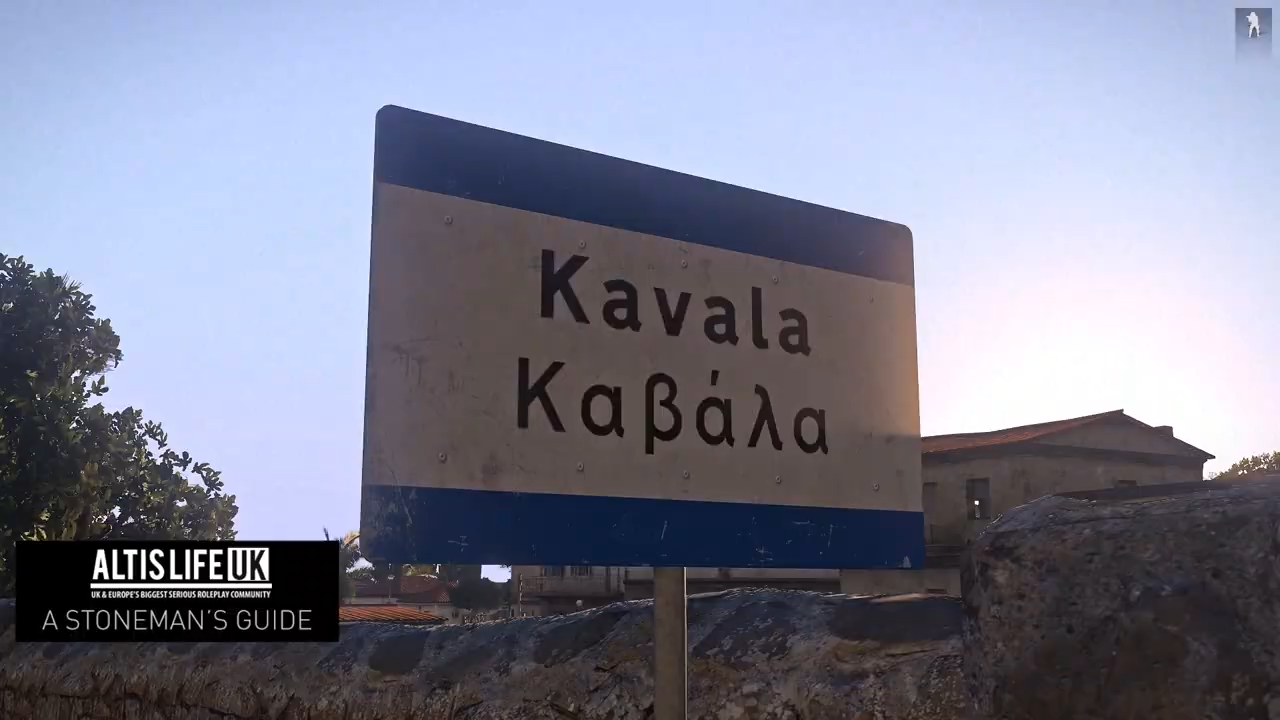 Kavala
Καβάλα
ALTIS LIFE UK
UK & EUROPE'S BIGGEST SERIOUS ROLEPLAY COMMUNITY
A STONEMAN'S GUIDE